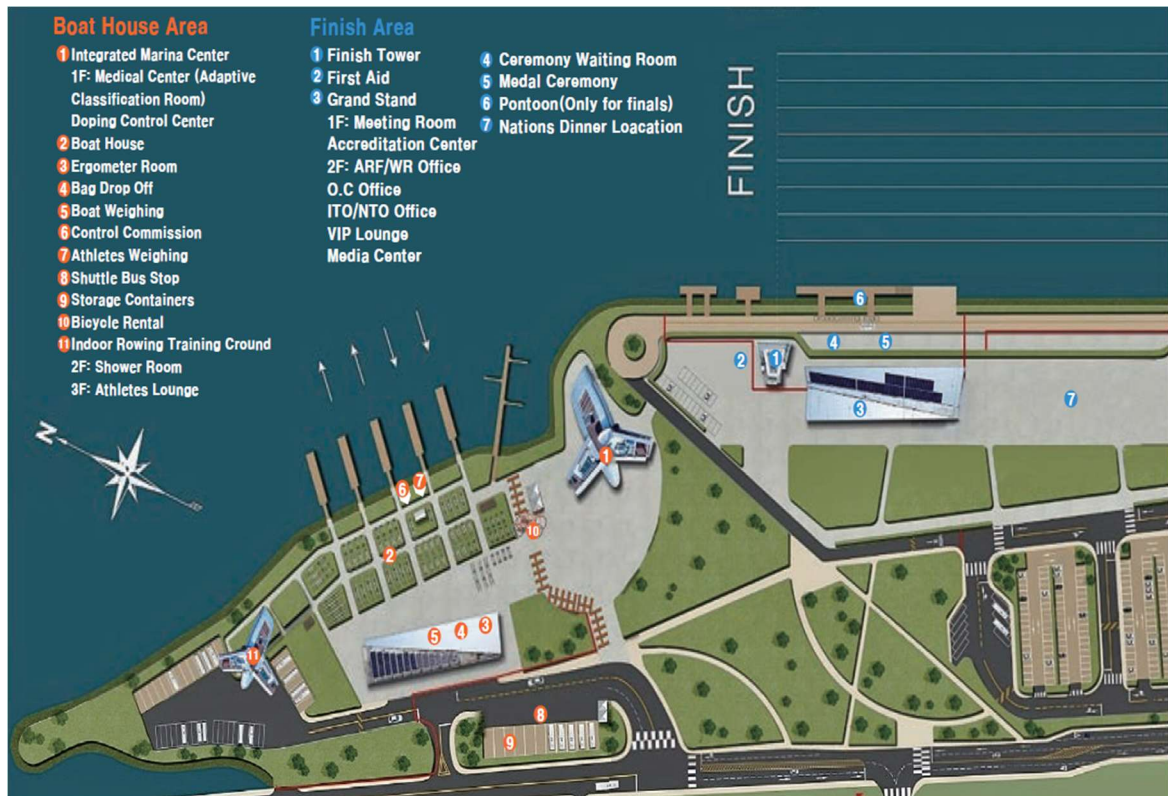 Boat House Area
1 Integrated Marina Center
1F: Medical Center (Adaptive
Classification Room)
Doping Control Center
2 Boat House
3 Ergometer Room
4 Bag Drop Off
5 Boat Weighing
6 Control Commission
7 Athletes Weighing
8 Shuttle Bus Stop
9 Storage Containers
10 Bicycle Rental
11 Indoor Rowing Training Ground
2F: Shower Room
3F: Athletes Lounge
Finish Area
1 Finish Tower
2 First Aid
3 Grand Stand
1F: Meeting Room
Accreditation Center
2F: ARF/WR Office
O.C Office
ITO/NTO Office
VIP Lounge
Media Center
4 Ceremony Waiting Room
5 Medal Ceremony
6 Pontoon(Only for finals)
7 Nations Dinner Loacation
FINISH
6
4
5
2
1
3
7
1
6
7
10
2
5
4
3
11
8
9
N